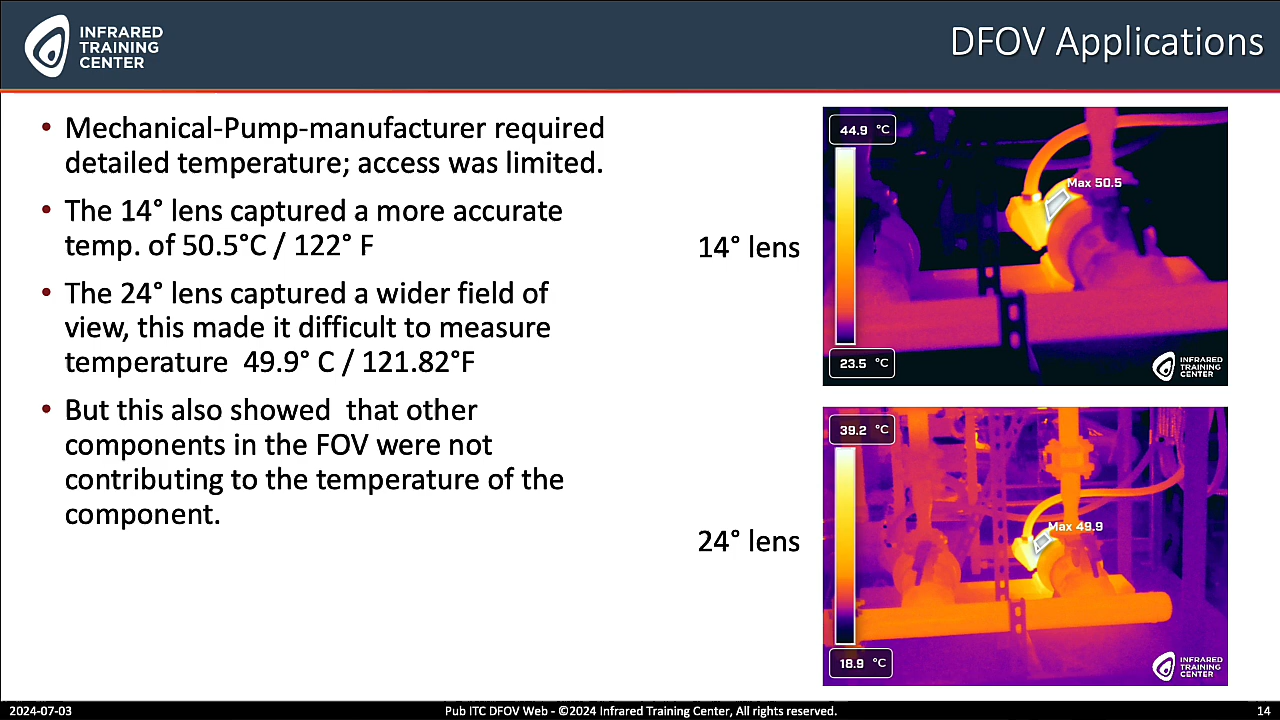 INFRARED
TRAINING
CENTER
DFOV Applications
• Mechanical-Pump-manufacturer required
detailed temperature; access was limited.
• The 14° lens captured a more accurate
temp. of 50.5°C / 122° F
• The 24° lens captured a wider field of
view, this made it difficult to measure
temperature  49.9° C / 121.82°F
• But this also showed  that other
components in the FOV were not
contributing to the temperature of the
component.
14° lens
44.9 °C
Max 50.5
23.5 °C
INFRARED
TRAINING
CENTER
24° lens
39.2 °C
Max 49.9
18.9 °C
INFRARED
TRAINING
CENTER
2024-07-03
Pub ITC DFOV Web - ©2024 Infrared Training Center, All rights reserved.
14